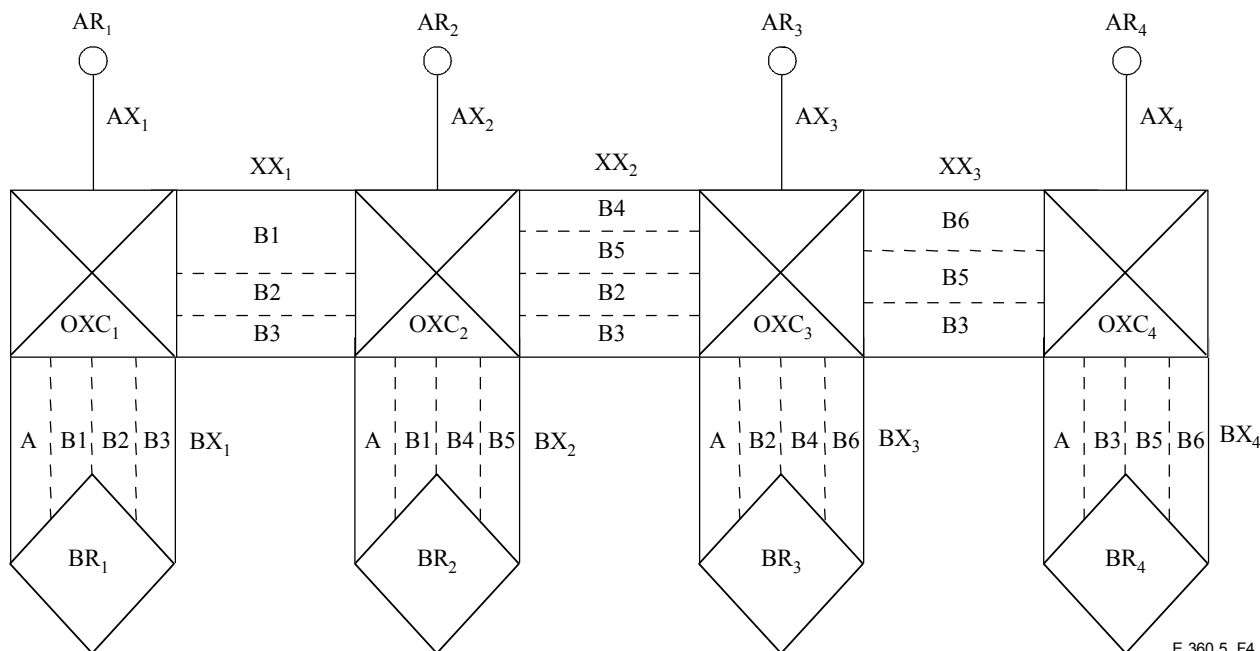 AR₁ AR₂ AR₃ AR₄
AX₁ AX₂ AX₃ AX₄
XX₁ XX₂ XX₃
B4 B6
B1 B5 B5
B2 B2
OXC₁ B3 OXC₂ B3 OXC₃ B3 OXC₄
A B1 B2 B3 BX₁ A B1 B4 B5 BX₂ A B2 B4 B6 BX₃ A B3 B5 B6 BX₄
BR₁ BR₂ BR₃ BR₄
E.360.5_F4